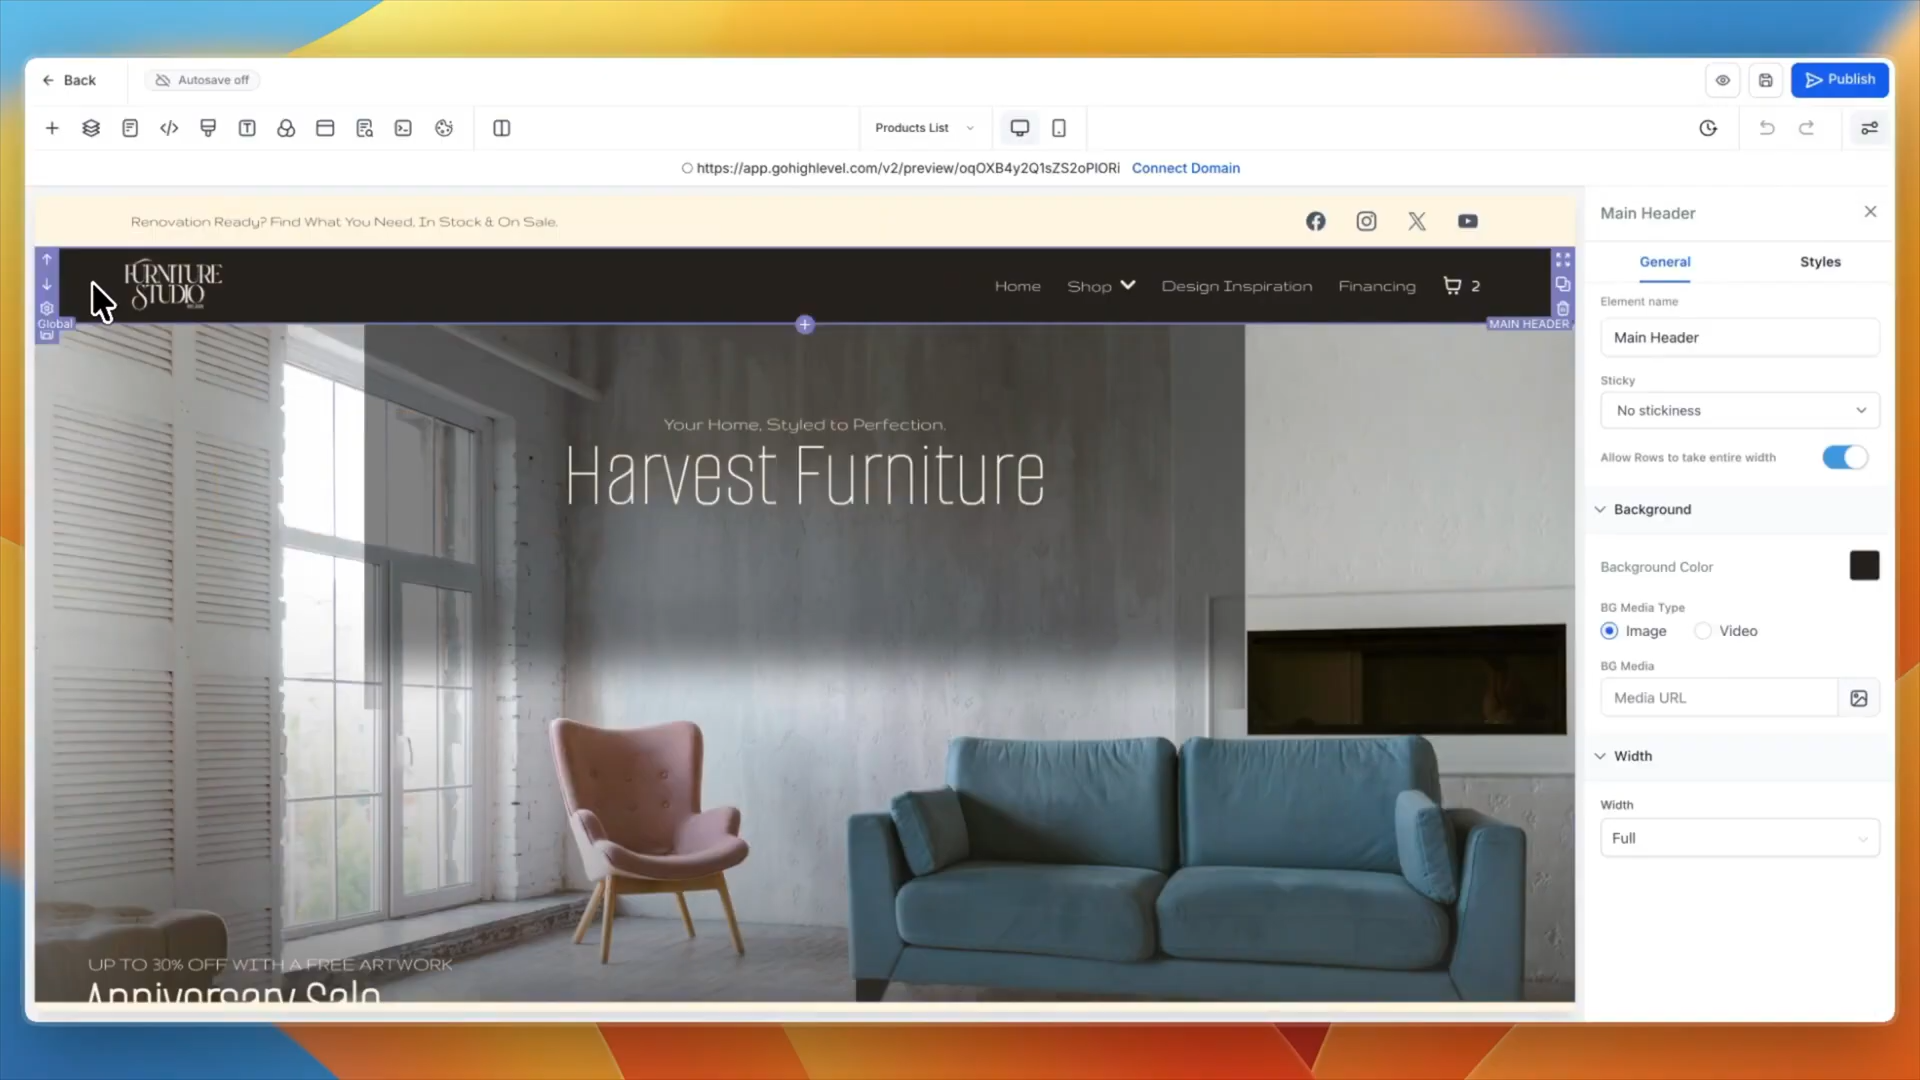 Back
Autosave off
Publish
Products List
https://app.gohighlevel.com/v2/preview/oqOXB4y2Q1sZS2oPIORi Connect Domain
Renovation Ready? Find What You Need, In Stock & On Sale.
FURNITURE
STUDIO
Home Shop Design Inspiration Financing 2
Global
MAIN HEADER
Your Home, Styled to Perfection.
Harvest Furniture
UP TO 30% OFF WITH A FREE ARTWORK
Anniversary Sale
Main Header
General Styles
Element name
Main Header
Sticky
No stickiness
Allow Rows to take entire width
Background
Background Color
BG Media Type
Image Video
BG Media
Media URL
Width
Width
Full